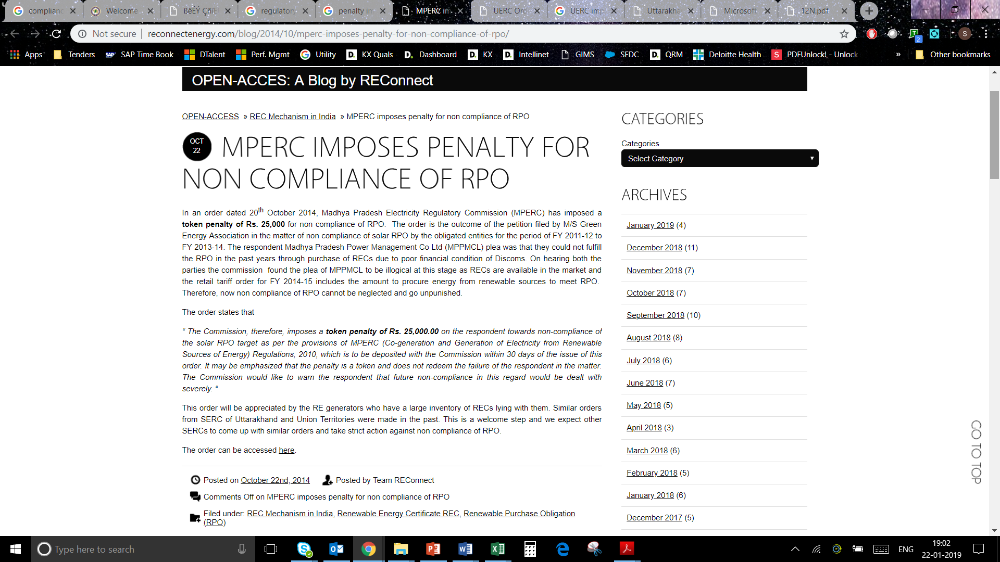 complianc
Welcome
ßëÉÝ Çñï
regulatory
penalty im
MPERC im
UERC Ord
UERC imp
Uttarakha
Microsoft
12N.pdf
Not secure | reconnectenergy.com/blog/2014/10/mperc-imposes-penalty-for-non-compliance-of-rpo/
2
S
Apps
Tenders
SAP Time Book
DTalent
Perf. Mgmt
Utility
KX Quals
Dashboard
KX
Intellinet
GIMS
SFDC
QRM
Deloitte Health
PDFUnlock! - Unlock
»
Other bookmarks
OPEN-ACCES: A Blog by REConnect
OPEN-ACCESS » REC Mechanism in India » MPERC imposes penalty for non compliance of RPO
OCT
22
MPERC IMPOSES PENALTY FOR
NON COMPLIANCE OF RPO
In an order dated 20th October 2014, Madhya Pradesh Electricity Regulatory Commission (MPERC) has imposed a
token penalty of Rs. 25,000 for non compliance of RPO. The order is the outcome of the petition filed by M/S Green
Energy Association in the matter of non compliance of solar RPO by the obligated entities for the period of FY 2011-12 to
FY 2013-14. The respondent Madhya Pradesh Power Management Co Ltd (MPPMCL) plea was that they could not fulfill
the RPO in the past years through purchase of RECs due to poor financial condition of Discoms. On hearing both the
parties the commission found the plea of MPPMCL to be illogical at this stage as RECs are available in the market and
the retail tariff order for FY 2014-15 includes the amount to procure energy from renewable sources to meet RPO.
Therefore, now non compliance of RPO cannot be neglected and go unpunished.
The order states that
“ The Commission, therefore, imposes a token penalty of Rs. 25,000.00 on the respondent towards non-compliance of
the solar RPO target as per the provisions of MPERC (Co-generation and Generation of Electricity from Renewable
Sources of Energy) Regulations, 2010, which is to be deposited with the Commission within 30 days of the issue of this
order. It may be emphasized that the penalty is a token and does not redeem the failure of the respondent in the matter.
The Commission would like to warn the respondent that future non-compliance in this regard would be dealt with
severely. “
This order will be appreciated by the RE generators who have a large inventory of RECs lying with them. Similar orders
from SERC of Uttarakhand and Union Territories were made in the past. This is a welcome step and we expect other
SERCs to come up with similar orders and take strict action against non compliance of RPO.
The order can be accessed here.
Posted on October 22nd, 2014
Posted by Team REConnect
Comments Off on MPERC imposes penalty for non compliance of RPO
Filed under: REC Mechanism in India, Renewable Energy Certificate REC, Renewable Purchase Obligation
(RPO)
CATEGORIES
Categories
Select Category
ARCHIVES
January 2019 (4)
December 2018 (11)
November 2018 (7)
October 2018 (7)
September 2018 (10)
August 2018 (8)
July 2018 (6)
June 2018 (7)
May 2018 (5)
April 2018 (3)
March 2018 (6)
February 2018 (5)
January 2018 (6)
December 2017 (5)
GO TO TOP
Type here to search
ENG
19:02
22-01-2019